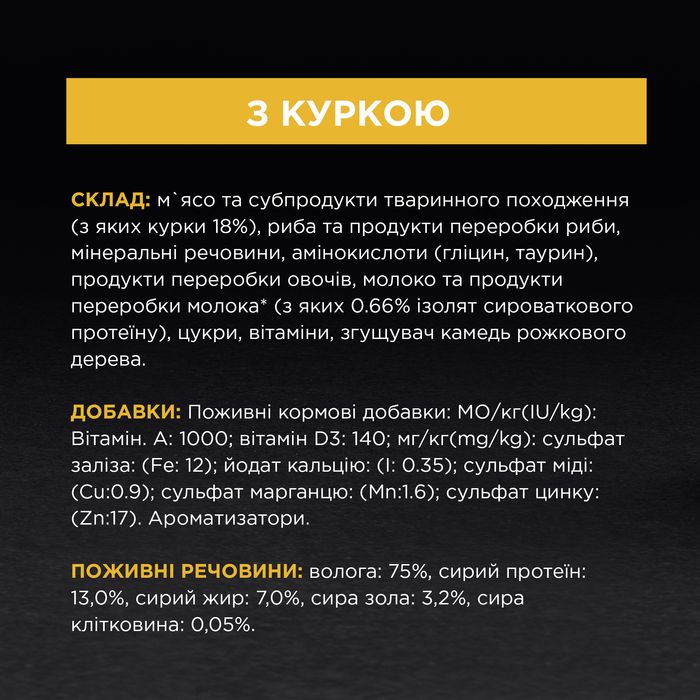 З КУРКОЮ
СКЛАД: м`ясо та субпродукти тваринного походження
(з яких курки 18%), риба та продукти переробки риби,
мінеральні речовини, амінокислоти (гліцин, таурин),
продукти переробки овочів, молоко та продукти
переробки молока* (з яких 0.66% ізолят сироваткового
протеїну), цукри, вітаміни, згущувач камедь рожкового
дерева.
ДОБАВКИ: Поживні кормові добавки: МО/кг(IU/kg):
Вітамін. А: 1000; вітамін D3: 140; мг/кг(mg/kg): сульфат
заліза: (Fe: 12); йодат кальцію: (I: 0.35); сульфат міді:
(Cu:0.9); сульфат марганцю: (Mn:1.6); сульфат цинку:
(Zn:17). Ароматизатори.
ПОЖИВНІ РЕЧОВИНИ: волога: 75%, сирий протеїн:
13,0%, сирий жир: 7,0%, сира зола: 3,2%, сира
клітковина: 0,05%.